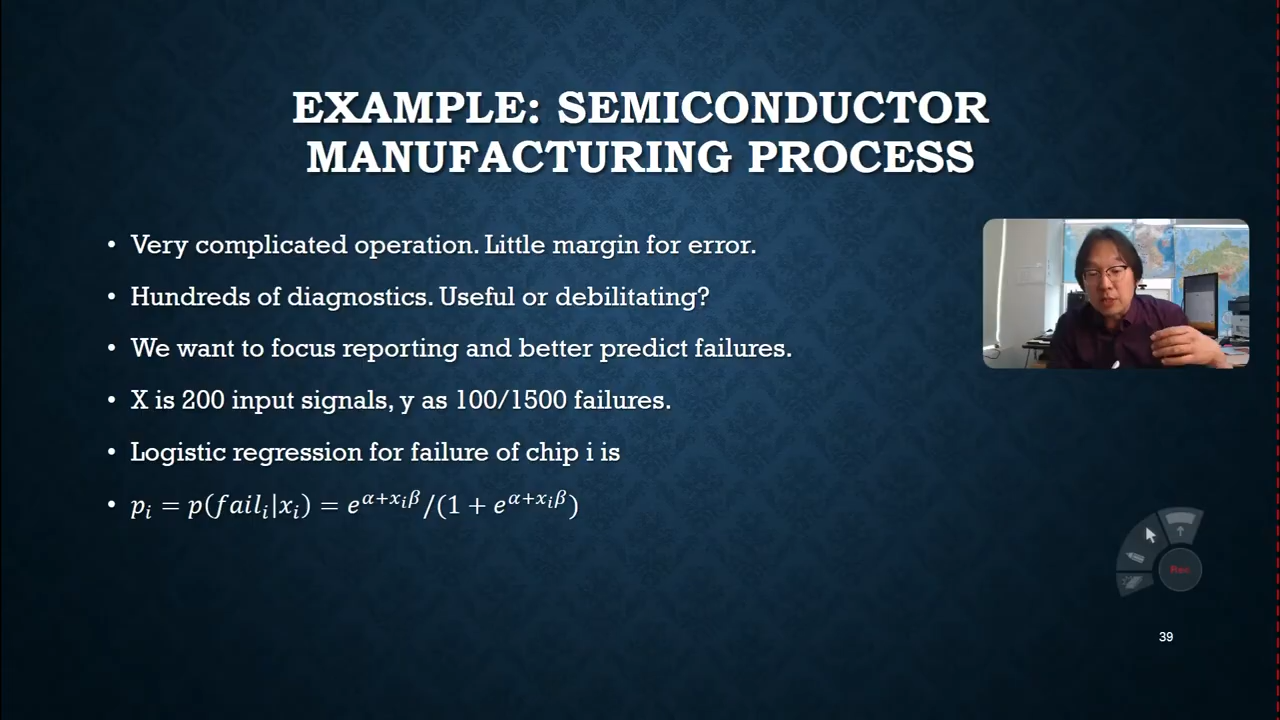 EXAMPLE: SEMICONDUCTOR
MANUFACTURING PROCESS
• Very complicated operation. Little margin for error.
• Hundreds of diagnostics. Useful or debilitating?
• We want to focus reporting and better predict failures.
• X is 200 input signals, y as 100/1500 failures.
• Logistic regression for failure of chip i is
• pᵢ = p(failᵢ|xᵢ) = e^{α+xᵢβ}/(1 + e^{α+xᵢβ})
Rec
39